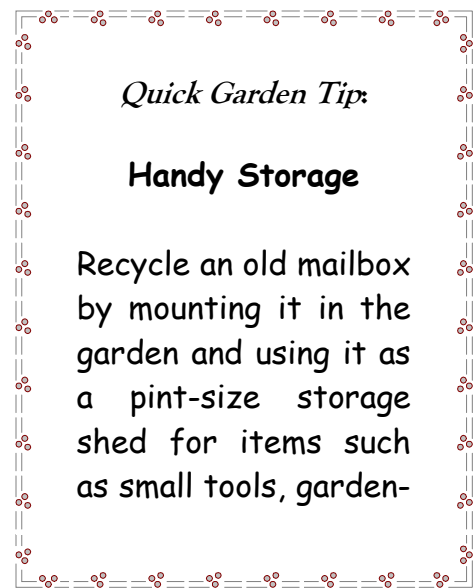 Quick Garden Tip:
Handy Storage
Recycle an old mailbox
by mounting it in the
garden and using it as
a pint-size storage
shed for items such
as small tools, garden-